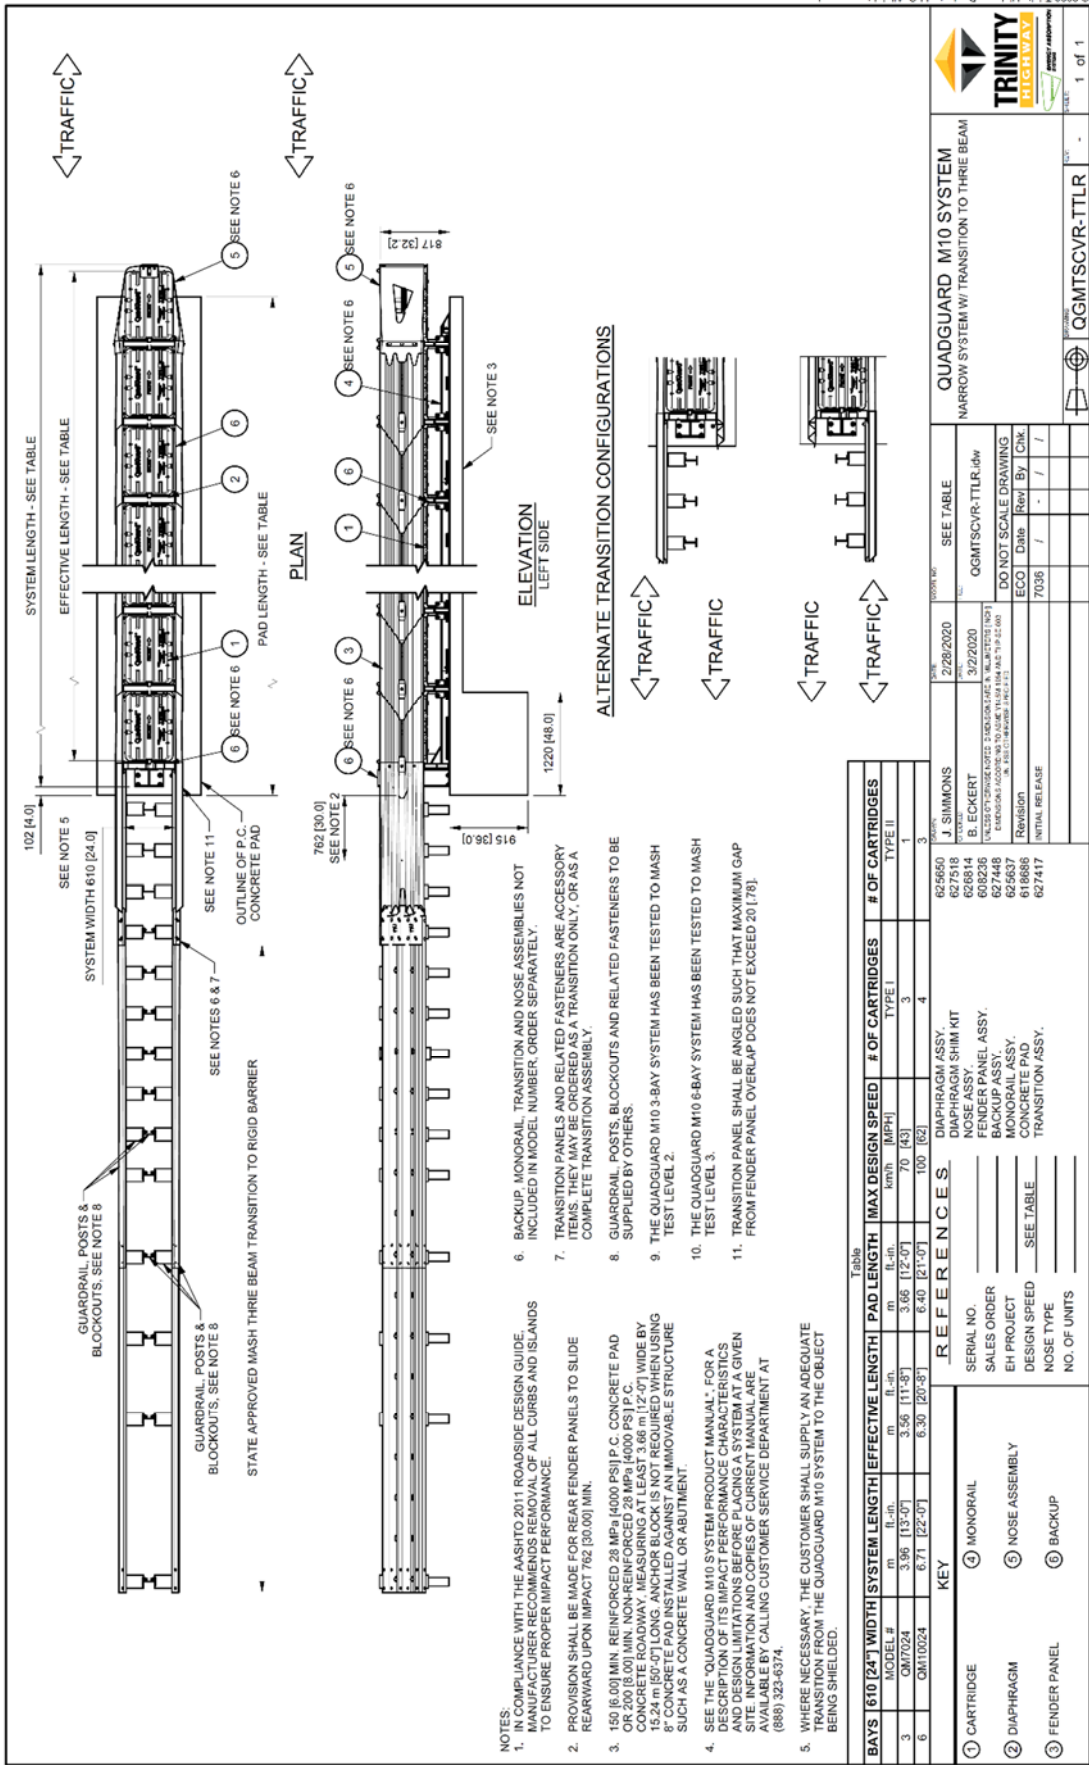 SYSTEM LENGTH - SEE TABLE
EFFECTIVE LENGTH - SEE TABLE
102 [4.0]
SEE NOTE 5
SYSTEM WIDTH 610 [24.0]
GUARDRAIL, POSTS &
BLOCKOUTS, SEE NOTE 8
GUARDRAIL, POSTS &
BLOCKOUTS, SEE NOTE 8
STATE APPROVED MASH THRIE BEAM TRANSITION TO RIGID BARRIER
SEE NOTES 6 & 7
SEE NOTE 11
OUTLINE OF P.C.
CONCRETE PAD
6 SEE NOTE 6
1
2
6
5 SEE NOTE 6
PAD LENGTH - SEE TABLE
TRAFFIC
PLAN
TRAFFIC
762 [30.0]
SEE NOTE 2
6 SEE NOTE 6
3
1
6
4 SEE NOTE 6
5 SEE NOTE 6
817 [32.2]
SEE NOTE 3
915 [36.0]
1220 [48.0]
ELEVATION
LEFT SIDE
ALTERNATE TRANSITION CONFIGURATIONS
TRAFFIC
TRAFFIC
TRAFFIC
TRAFFIC
NOTES:
1. IN COMPLIANCE WITH THE AASHTO 2011 ROADSIDE DESIGN GUIDE,
MANUFACTURER RECOMMENDS REMOVAL OF ALL CURBS AND ISLANDS
TO ENSURE PROPER IMPACT PERFORMANCE.
2. PROVISION SHALL BE MADE FOR REAR FENDER PANELS TO SLIDE
REARWARD UPON IMPACT 762 [30.00] MIN.
3. 150 [6.00] MIN. REINFORCED 28 MPa [4000 PSI] P.C. CONCRETE PAD
OR 200 [8.00] MIN. NON-REINFORCED 28 MPa [4000 PSI] P.C.
CONCRETE ROADWAY, MEASURING AT LEAST 3.66 m [12'-0"] WIDE BY
15.24 m [50'-0"] LONG. ANCHOR BLOCK IS NOT REQUIRED WHEN USING
8" CONCRETE PAD INSTALLED AGAINST AN IMMOVABLE STRUCTURE
SUCH AS A CONCRETE WALL OR ABUTMENT.
4. SEE THE "QUADGUARD M10 SYSTEM PRODUCT MANUAL", FOR A
DESCRIPTION OF ITS IMPACT PERFORMANCE CHARACTERISTICS
AND DESIGN LIMITATIONS BEFORE PLACING A SYSTEM AT A GIVEN
SITE. INFORMATION AND COPIES OF CURRENT MANUAL ARE
AVAILABLE BY CALLING CUSTOMER SERVICE DEPARTMENT AT
(888) 323-6374.
5. WHERE NECESSARY, THE CUSTOMER SHALL SUPPLY AN ADEQUATE
TRANSITION FROM THE QUADGUARD M10 SYSTEM TO THE OBJECT
BEING SHIELDED.
6. BACKUP, MONORAIL, TRANSITION AND NOSE ASSEMBLIES NOT
INCLUDED IN MODEL NUMBER, ORDER SEPARATELY.
7. TRANSITION PANELS AND RELATED FASTENERS ARE ACCESSORY
ITEMS. THEY MAY BE ORDERED AS A TRANSITION ONLY, OR AS A
COMPLETE TRANSITION ASSEMBLY.
8. GUARDRAIL, POSTS, BLOCKOUTS AND RELATED FASTENERS TO BE
SUPPLIED BY OTHERS.
9. THE QUADGUARD M10 3-BAY SYSTEM HAS BEEN TESTED TO MASH
TEST LEVEL 2.
10. THE QUADGUARD M10 6-BAY SYSTEM HAS BEEN TESTED TO MASH
TEST LEVEL 3.
11. TRANSITION PANEL SHALL BE ANGLED SUCH THAT MAXIMUM GAP
FROM FENDER PANEL OVERLAP DOES NOT EXCEED 20 [.78].
Table
BAYS 610 [24"] WIDTH SYSTEM LENGTH EFFECTIVE LENGTH PAD LENGTH MAX DESIGN SPEED # OF CARTRIDGES # OF CARTRIDGES
MODEL # m ft.-in. m ft.-in. m ft.-in. km/h [MPH] TYPE I TYPE II
3 QM7024 3.96 [13'-0"] 3.56 [11'-8"] 3.66 [12'-0"] 70 [43] 3 1
6 QM10024 6.71 [22'-0"] 6.30 [20'-8"] 6.40 [21'-0"] 100 [62] 4 3
KEY
1 CARTRIDGE 4 MONORAIL
2 DIAPHRAGM 5 NOSE ASSEMBLY
3 FENDER PANEL 6 BACKUP
REFERENCES
SERIAL NO.
SALES ORDER
EH PROJECT
DESIGN SPEED SEE TABLE
NOSE TYPE
NO. OF UNITS
DIAPHRAGM ASSY. 625650
DIAPHRAGM SHIM KIT 627518
NOSE ASSY. 626814
FENDER PANEL ASSY. 608236
BACKUP ASSY. 627448
MONORAIL ASSY. 625637
CONCRETE PAD 618686
TRANSITION ASSY. 627417
J. SIMMONS 2/28/2020 SEE TABLE
B. ECKERT 3/2/2020 QGMTSCVR-TTLR.idw
DO NOT SCALE DRAWING
Revision ECO Date Rev By Chk.
INITIAL RELEASE 7036 / - / /
QUADGUARD M10 SYSTEM
NARROW SYSTEM W/ TRANSITION TO THRIE BEAM
TRINITY
HIGHWAY
QGMTSCVR-TTLR - 1 of 1